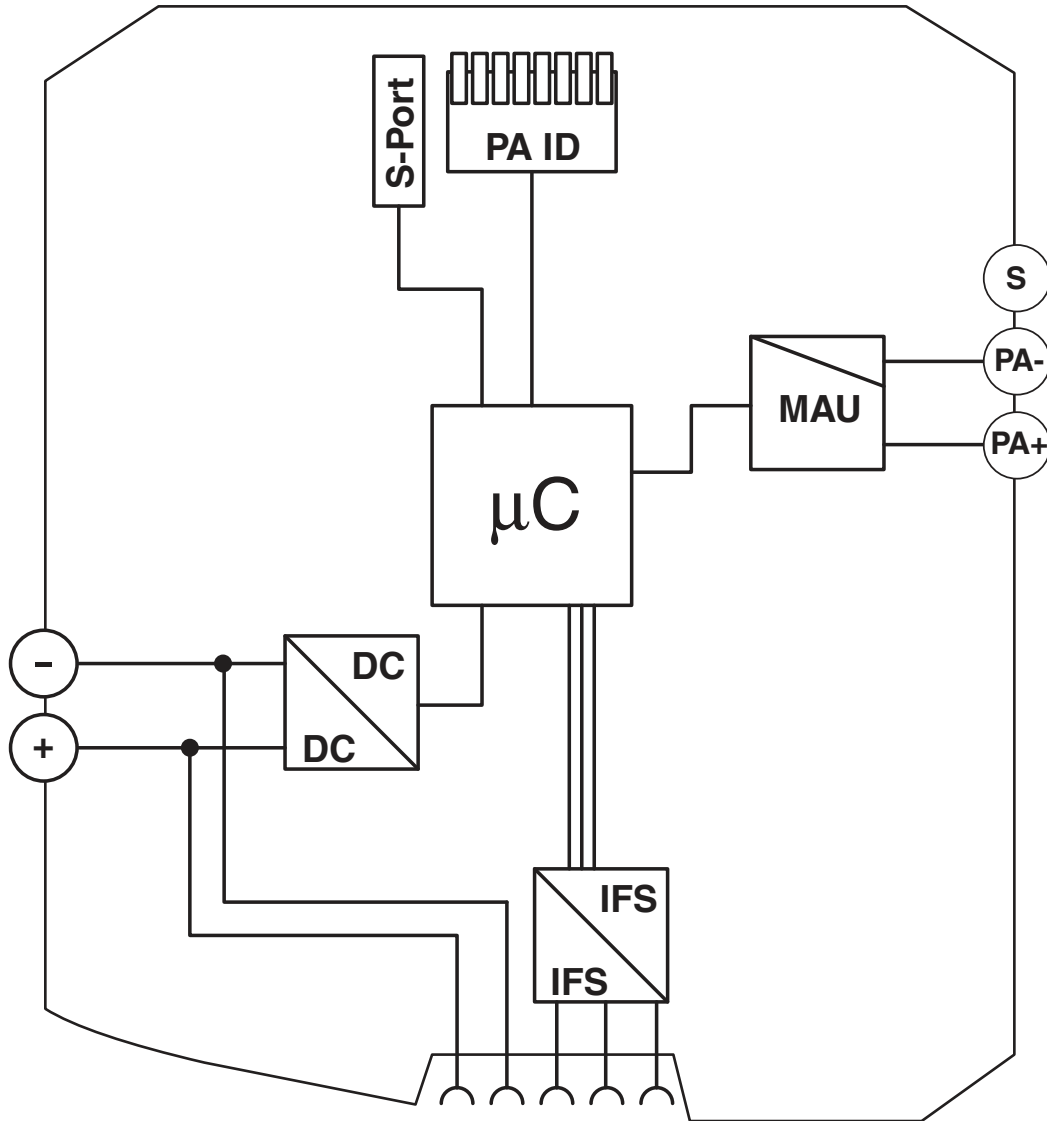 S-Port
PA ID
S
PA-
MAU
PA+
µC
-
DC
DC
+
IFS
IFS